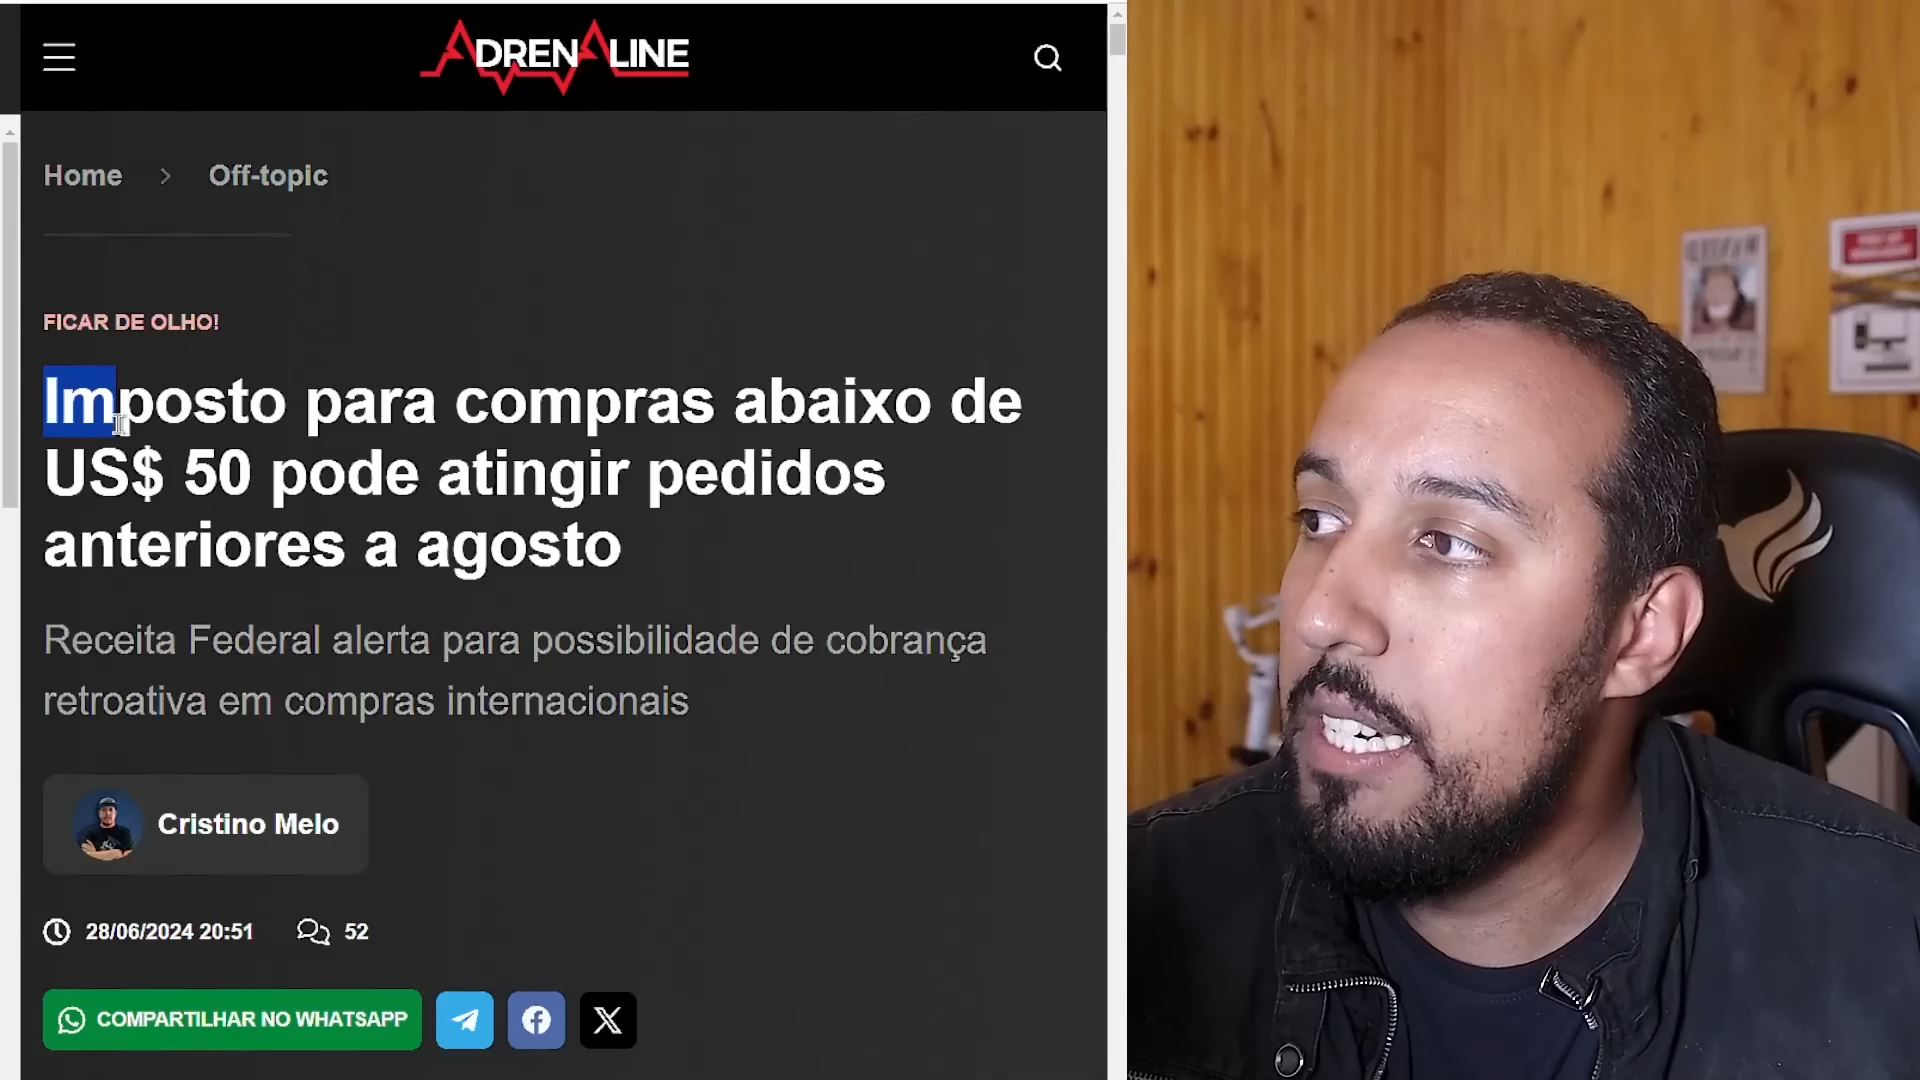 ADRENALINE
Home > Off-topic
FICAR DE OLHO!
Imposto para compras abaixo de
US$ 50 pode atingir pedidos
anteriores a agosto
Receita Federal alerta para possibilidade de cobrança
retroativa em compras internacionais
Cristino Melo
28/06/2024 20:51 52
COMPARTILHAR NO WHATSAPP